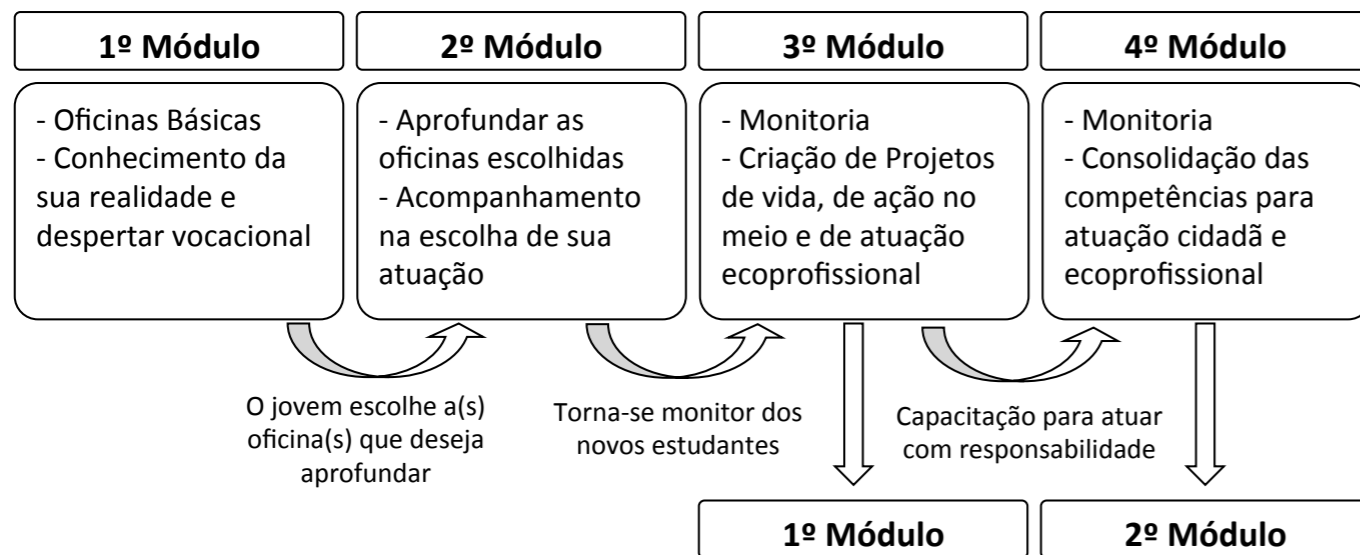 1º Módulo
2º Módulo
3º Módulo
4º Módulo
- Oficinas Básicas
- Conhecimento da
sua realidade e
despertar vocacional
- Aprofundar as
oficinas escolhidas
- Acompanhamento
na escolha de sua
atuação
- Monitoria
- Criação de Projetos
de vida, de ação no
meio e de atuação
ecoprofissional
- Monitoria
- Consolidação das
competências para
atuação cidadã e
ecoprofissional
O jovem escolhe a(s)
oficina(s) que deseja
aprofundar
Torna-se monitor dos
novos estudantes
Capacitação para atuar
com responsabilidade
1º Módulo
2º Módulo